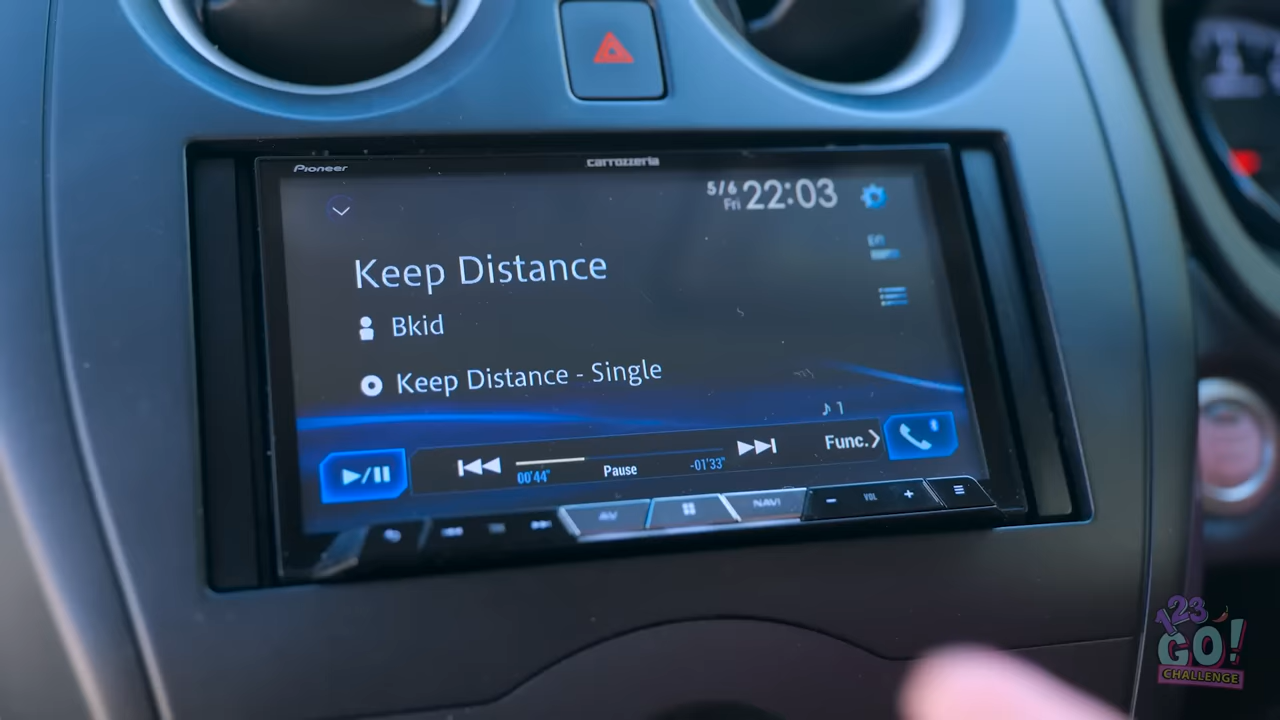 Pioneer
carrozzeria
5/6
Fri 22:03
EQ
Keep Distance
Bkid
Keep Distance - Single
♪ 1
00'44"
Pause
-01'33"
Func.
AV
NAVI
- VOL +
123
GO!
CHALLENGE